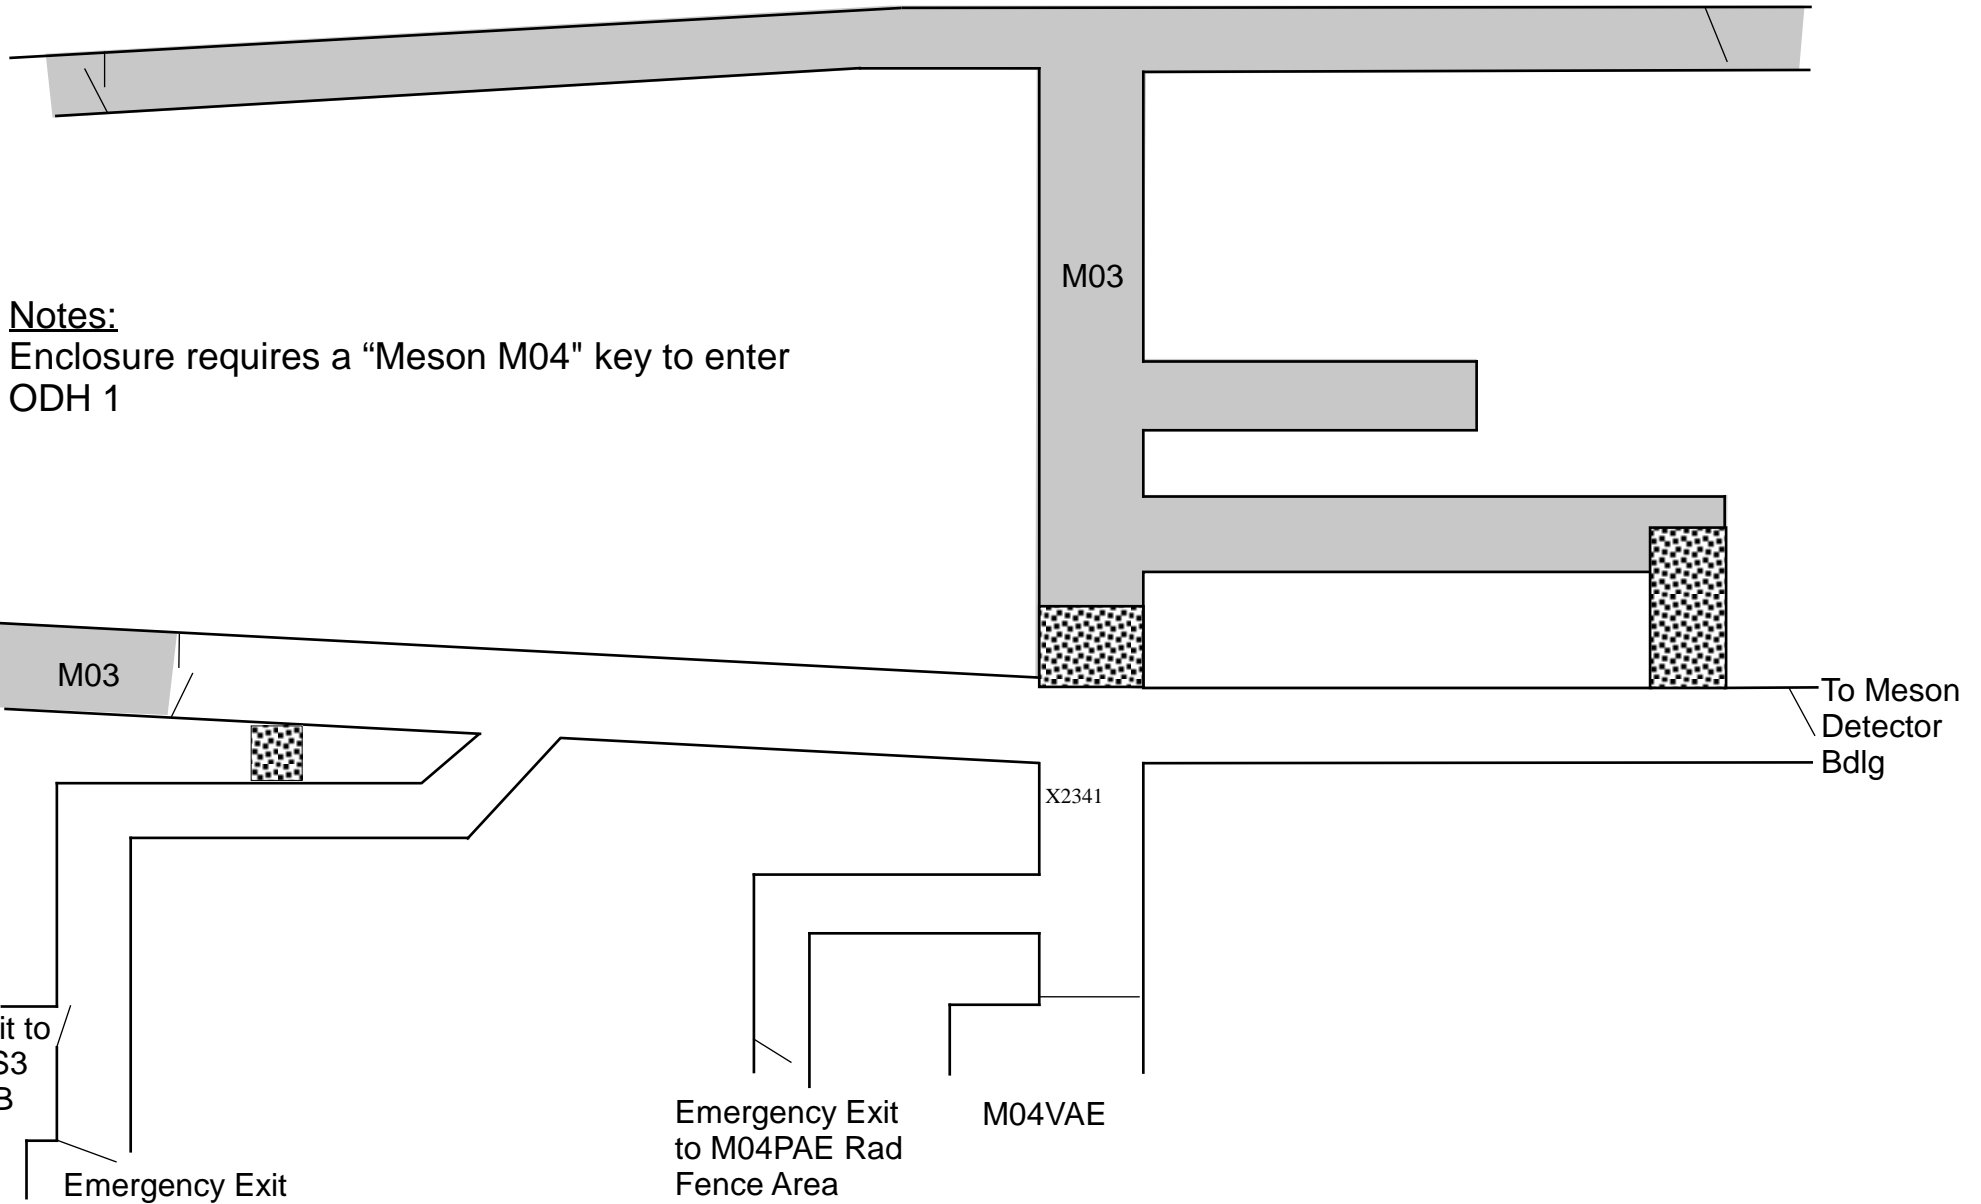 M03
Notes:
Enclosure requires a “Meson M04" key to enter
ODH 1
M03
To Meson
Detector
Bdlg
X2341
it to
S3
B
Emergency Exit
Emergency Exit
to M04PAE Rad
Fence Area
M04VAE